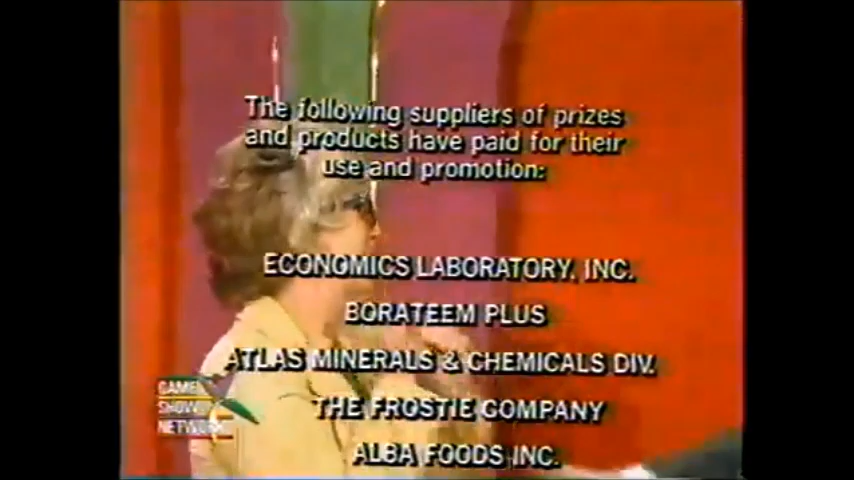 The following suppliers of prizes
and products have paid for their
use and promotion:
ECONOMICS LABORATORY, INC.
BORATEEM PLUS
ATLAS MINERALS & CHEMICALS DIV.
THE FROSTIE COMPANY
ALBA FOODS INC.
GAME
SHOW
NETWORK